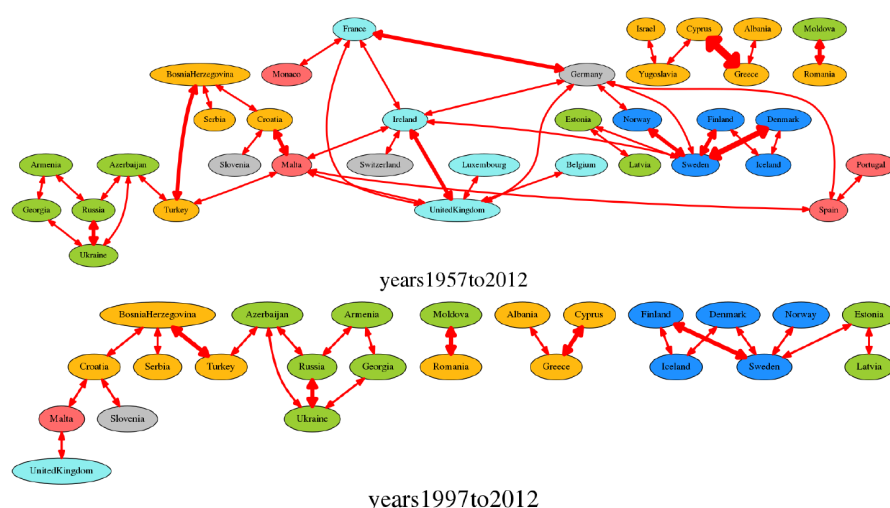 France Israel Cyprus Albania Moldova
BosniaHerzegovina Monaco Germany Yugoslavia Greece Romania
Serbia Croatia Ireland Estonia Norway Finland Denmark
Armenia Azerbaijan Slovenia Malta Switzerland Luxembourg Belgium Latvia Sweden Iceland Portugal
Georgia Russia Turkey UnitedKingdom Spain
Ukraine
years1957to2012
BosniaHerzegovina Azerbaijan Armenia Moldova Albania Cyprus Finland Denmark Norway Estonia
Croatia Serbia Turkey Russia Georgia Romania Greece Iceland Sweden Latvia
Malta Slovenia Ukraine
UnitedKingdom
years1997to2012